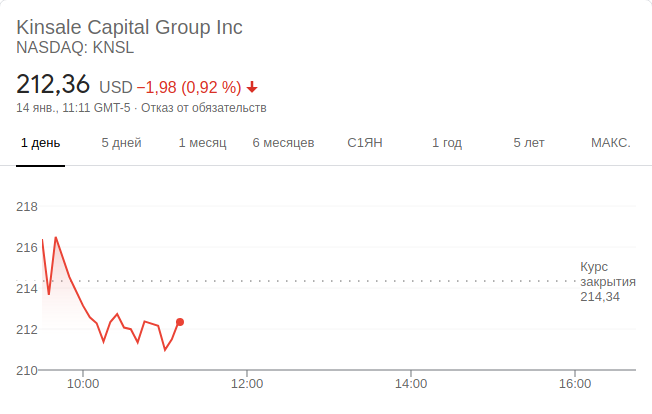 Kinsale Capital Group Inc
NASDAQ: KNSL
212,36 USD −1,98 (0,92 %)
14 янв., 11:11 GMT-5 · Отказ от обязательств
1 день 5 дней 1 месяц 6 месяцев С1ЯН 1 год 5 лет МАКС.
218
216
Курс
закрытия
214,34
214
212
210
10:00 12:00 14:00 16:00